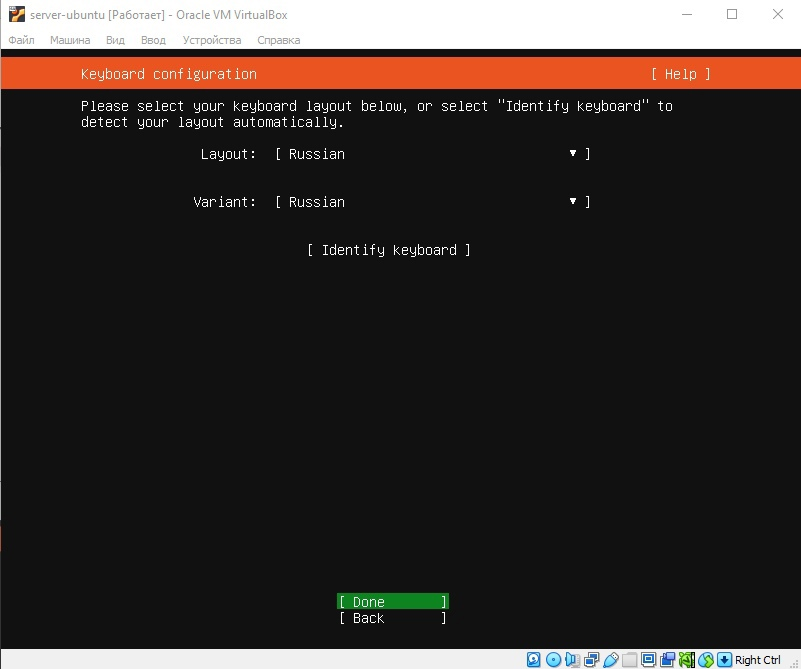 server-ubuntu [Работает] - Oracle VM VirtualBox
Файл Машина Вид Ввод Устройства Справка
Keyboard configuration [ Help ]
Please select your keyboard layout below, or select "Identify keyboard" to
detect your layout automatically.
Layout: [ Russian ▾ ]
Variant: [ Russian ▾ ]
[ Identify keyboard ]
[ Done ]
[ Back ]
Right Ctrl